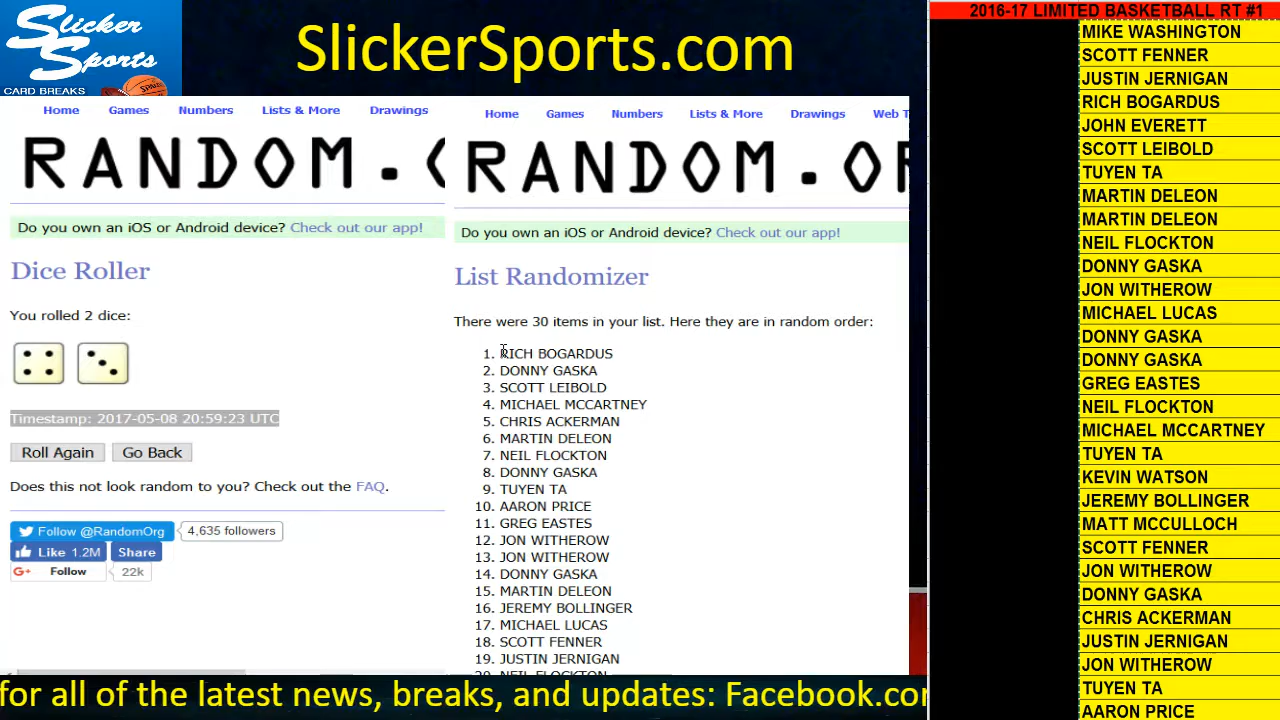 Slicker
Sports
CARD BREAKS
SlickerSports.com
Home Games Numbers Lists & More Drawings
RANDOM.
Do you own an iOS or Android device? Check out our app!
Dice Roller
You rolled 2 dice:
Timestamp: 2017-05-08 20:59:23 UTC
Roll Again Go Back
Does this not look random to you? Check out the FAQ.
Follow @RandomOrg 4,635 followers
Like 1.2M Share
G+ Follow 22k
Home Games Numbers Lists & More Drawings Web T
RANDOM.OR
Do you own an iOS or Android device? Check out our app!
List Randomizer
There were 30 items in your list. Here they are in random order:
1. RICH BOGARDUS
2. DONNY GASKA
3. SCOTT LEIBOLD
4. MICHAEL MCCARTNEY
5. CHRIS ACKERMAN
6. MARTIN DELEON
7. NEIL FLOCKTON
8. DONNY GASKA
9. TUYEN TA
10. AARON PRICE
11. GREG EASTES
12. JON WITHEROW
13. JON WITHEROW
14. DONNY GASKA
15. MARTIN DELEON
16. JEREMY BOLLINGER
17. MICHAEL LUCAS
18. SCOTT FENNER
19. JUSTIN JERNIGAN
20. NEIL FLOCKTON
for all of the latest news, breaks, and updates: Facebook.co
2016-17 LIMITED BASKETBALL RT #1
MIKE WASHINGTON
SCOTT FENNER
JUSTIN JERNIGAN
RICH BOGARDUS
JOHN EVERETT
SCOTT LEIBOLD
TUYEN TA
MARTIN DELEON
MARTIN DELEON
NEIL FLOCKTON
DONNY GASKA
JON WITHEROW
MICHAEL LUCAS
DONNY GASKA
DONNY GASKA
GREG EASTES
NEIL FLOCKTON
MICHAEL MCCARTNEY
TUYEN TA
KEVIN WATSON
JEREMY BOLLINGER
MATT MCCULLOCH
SCOTT FENNER
JON WITHEROW
DONNY GASKA
CHRIS ACKERMAN
JUSTIN JERNIGAN
JON WITHEROW
TUYEN TA
AARON PRICE